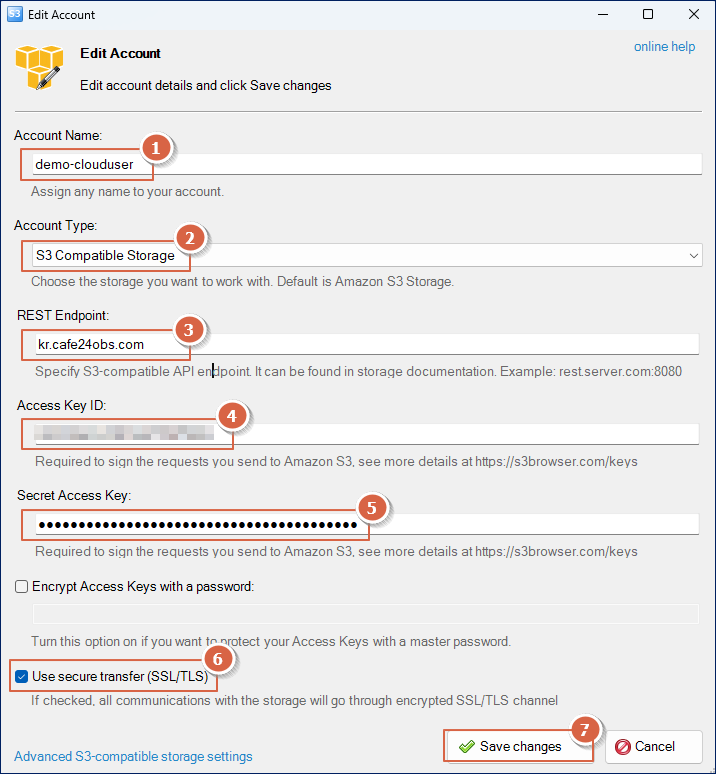 S3 Edit Account
Edit Account
online help
Edit account details and click Save changes
Account Name:
1
demo-clouduser
Assign any name to your account.
Account Type:
2
S3 Compatible Storage
Choose the storage you want to work with. Default is Amazon S3 Storage.
REST Endpoint:
3
kr.cafe24obs.com
Specify S3-compatible API endpoint. It can be found in storage documentation. Example: rest.server.com:8080
Access Key ID:
4
Required to sign the requests you send to Amazon S3, see more details at https://s3browser.com/keys
Secret Access Key:
5
●●●●●●●●●●●●●●●●●●●●●●●●●●●●●●●●●●●●●●●●
Required to sign the requests you send to Amazon S3, see more details at https://s3browser.com/keys
Encrypt Access Keys with a password:
Turn this option on if you want to protect your Access Keys with a master password.
6
Use secure transfer (SSL/TLS)
If checked, all communications with the storage will go through encrypted SSL/TLS channel
7
Save changes
Cancel
Advanced S3-compatible storage settings